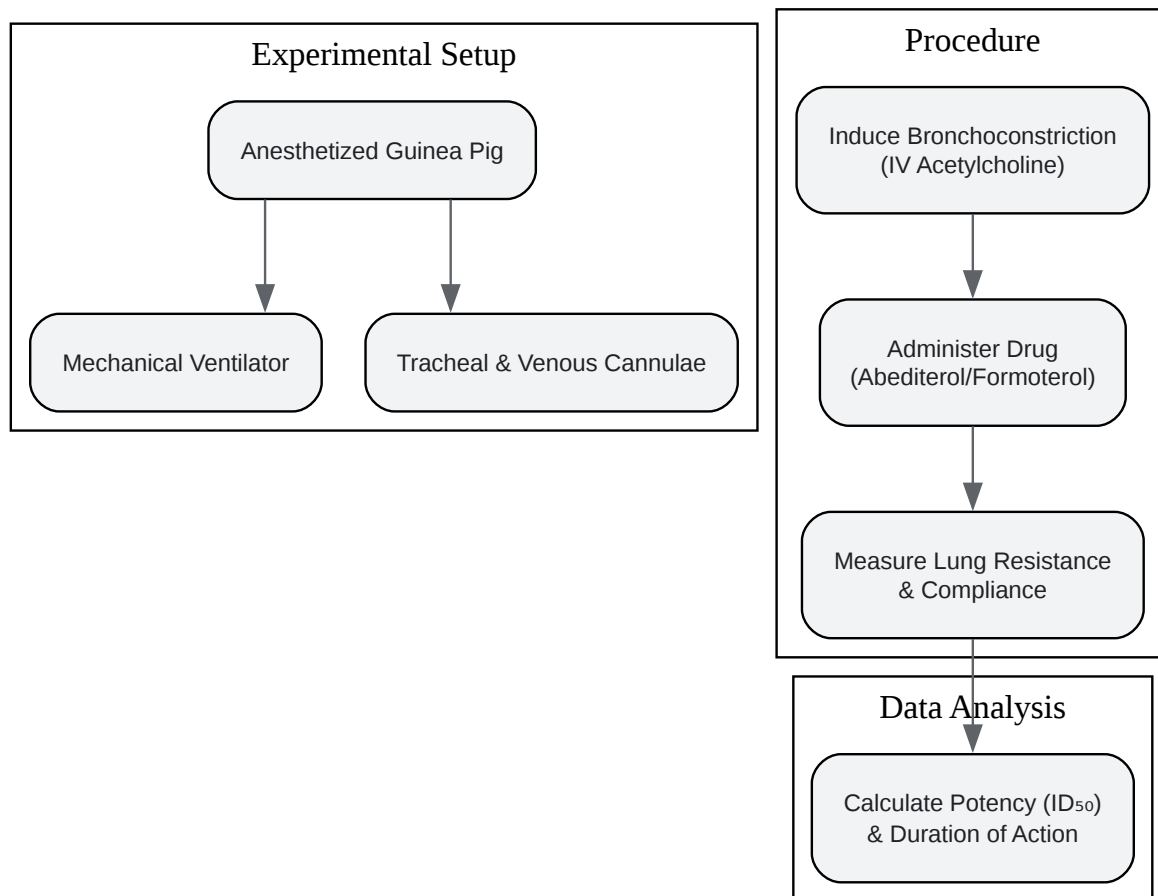 Experimental Setup
Anesthetized Guinea Pig
Mechanical Ventilator
Tracheal & Venous Cannulae
Procedure
Induce Bronchoconstriction
(IV Acetylcholine)
Administer Drug
(Abediterol/Formoterol)
Measure Lung Resistance
& Compliance
Data Analysis
Calculate Potency (ID₅₀)
& Duration of Action